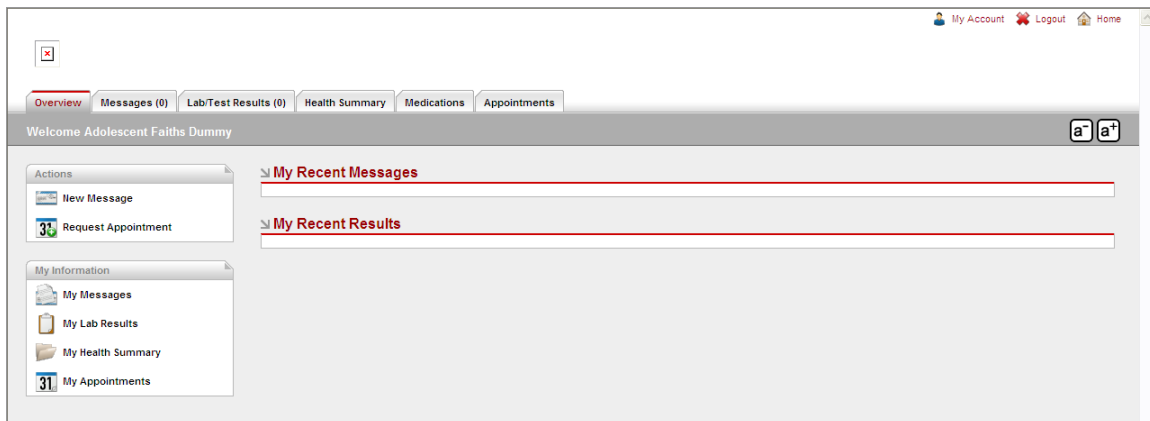 My Account Logout Home
Overview Messages (0) Lab/Test Results (0) Health Summary Medications Appointments
Welcome Adolescent Faiths Dummy
a- a+
Actions
New Message
31 Request Appointment
My Information
My Messages
My Lab Results
My Health Summary
31 My Appointments
My Recent Messages
My Recent Results